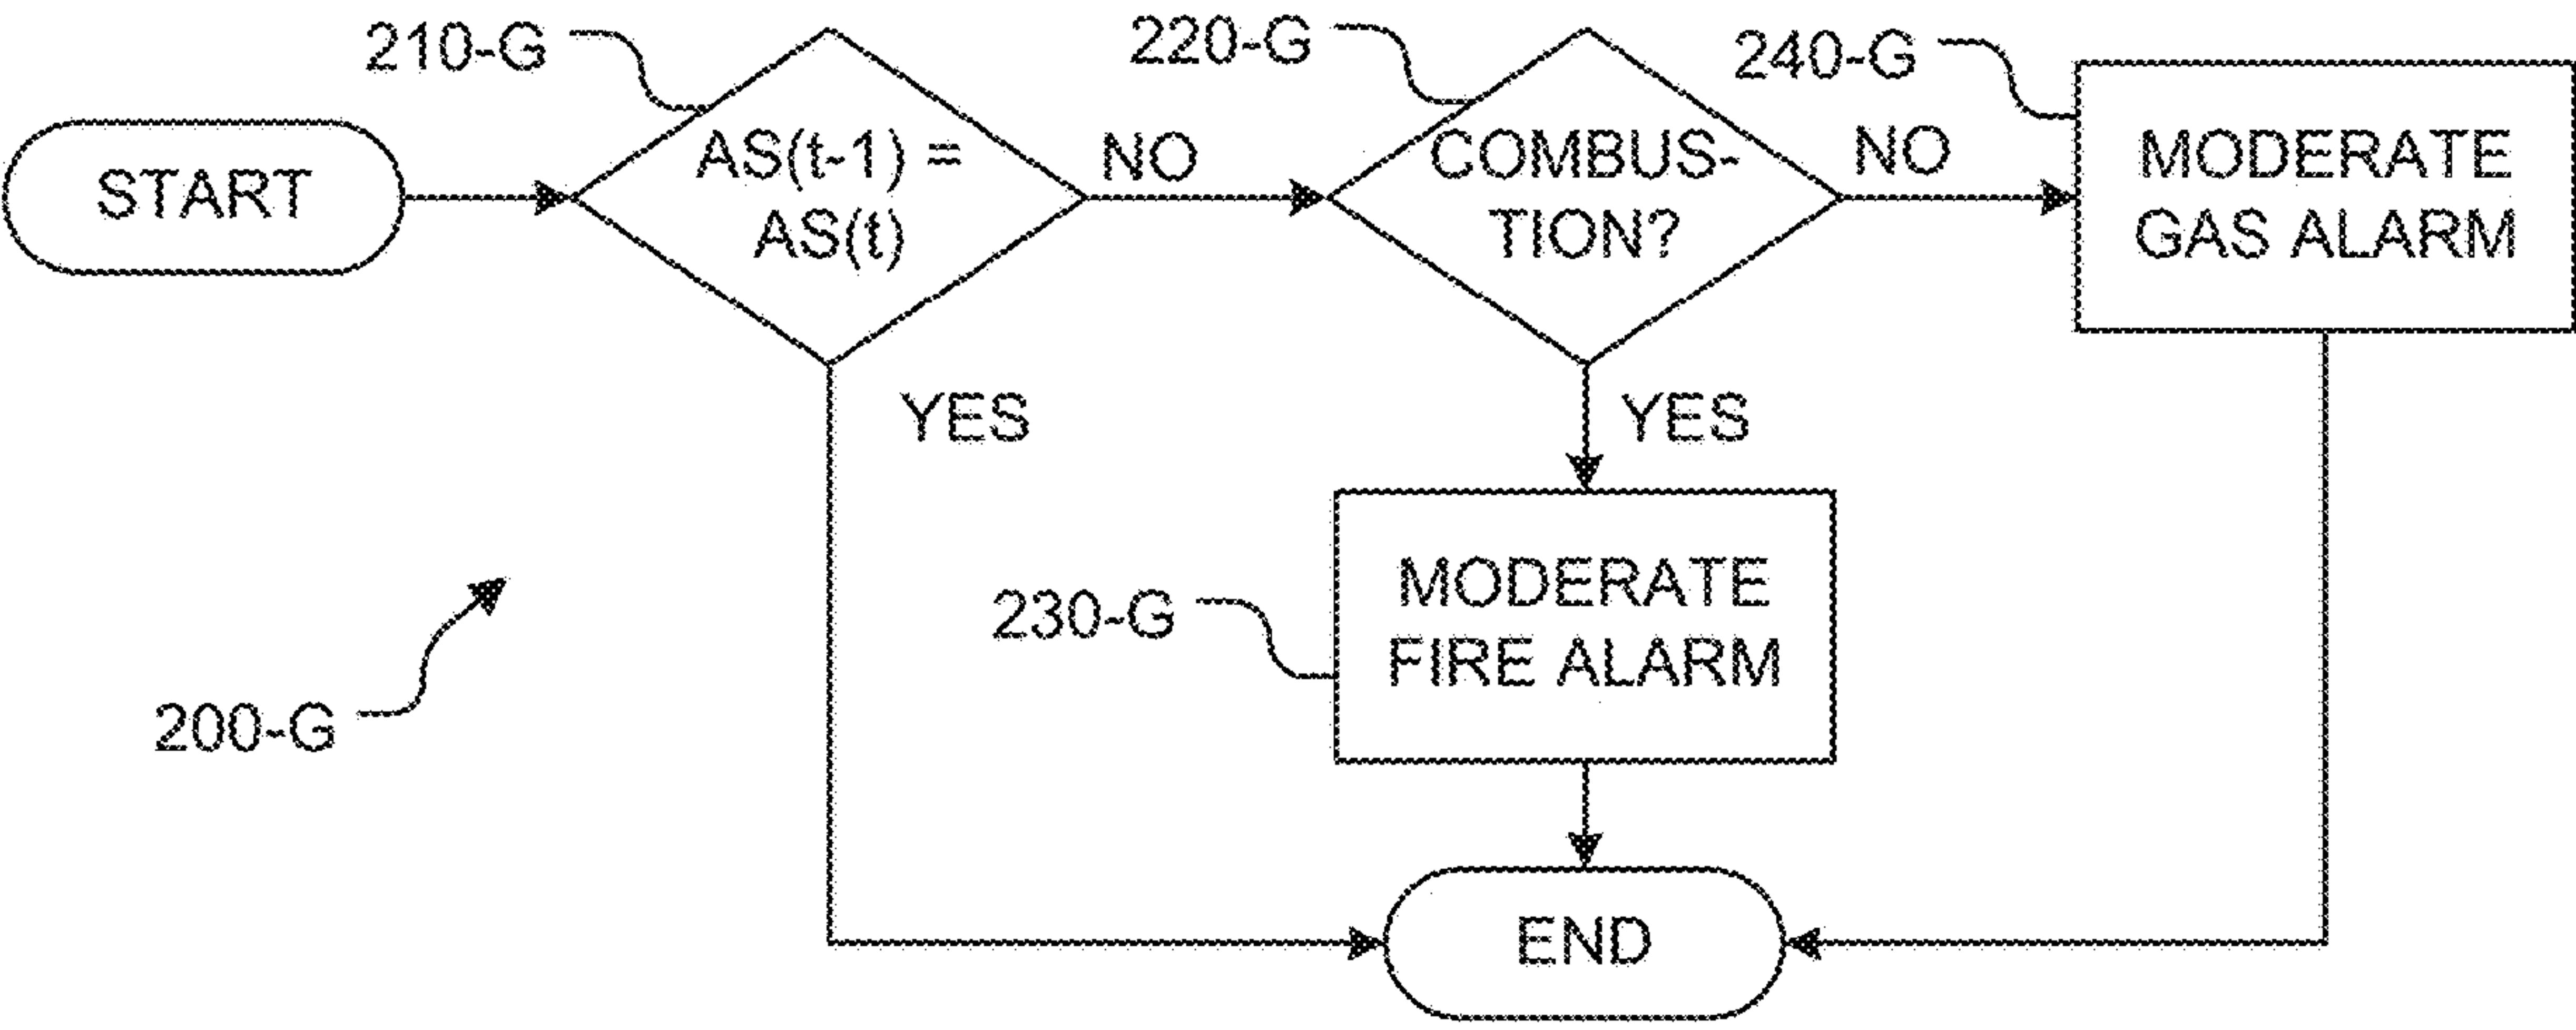 210-G
220-G
240-G
START
AS(t-1) =
AS(t)
NO
COMBUS-
TION?
NO
MODERATE
GAS ALARM
YES
YES
230-G
MODERATE
FIRE ALARM
200-G
END